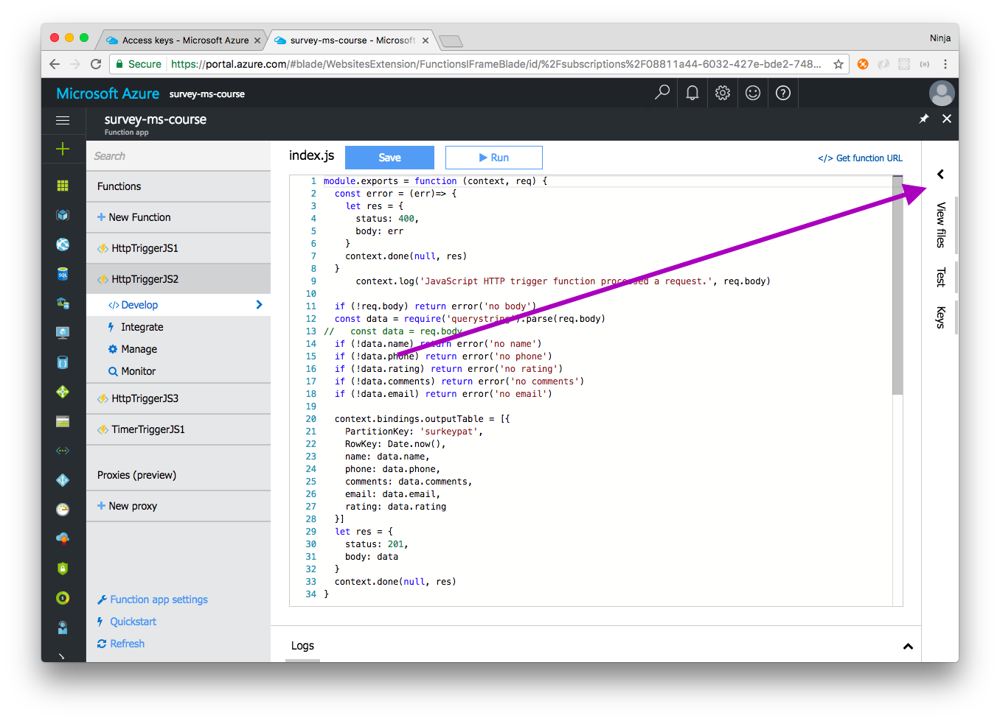 Access keys - Microsoft Azure
survey-ms-course - Microsoft
Ninja
Secure
https://portal.azure.com/#blade/WebsitesExtension/FunctionsIFrameBlade/id/%2Fsubscriptions%2F08811a44-6032-427e-bde2-748...
Microsoft Azure survey-ms-course
survey-ms-course
Function app
Search
Functions
New Function
HttpTriggerJS1
HttpTriggerJS2
</> Develop
Integrate
Manage
Monitor
HttpTriggerJS3
TimerTriggerJS1
Proxies (preview)
New proxy
Function app settings
Quickstart
Refresh
index.js
Save
Run
</> Get function URL
1 module.exports = function (context, req) {
2 const error = (err)=> {
3 let res = {
4 status: 400,
5 body: err
6 }
7 context.done(null, res)
8 }
9 context.log('JavaScript HTTP trigger function processed a request.', req.body)
10
11 if (!req.body) return error('no body')
12 const data = require('querystring').parse(req.body)
13 // const data = req.body
14 if (!data.name) return error('no name')
15 if (!data.phone) return error('no phone')
16 if (!data.rating) return error('no rating')
17 if (!data.comments) return error('no comments')
18 if (!data.email) return error('no email')
19
20 context.bindings.outputTable = [{
21 PartitionKey: 'surkeypat',
22 RowKey: Date.now(),
23 name: data.name,
24 phone: data.phone,
25 comments: data.comments,
26 email: data.email,
27 rating: data.rating
28 }]
29 let res = {
30 status: 201,
31 body: data
32 }
33 context.done(null, res)
34 }
View files
Test
Keys
Logs